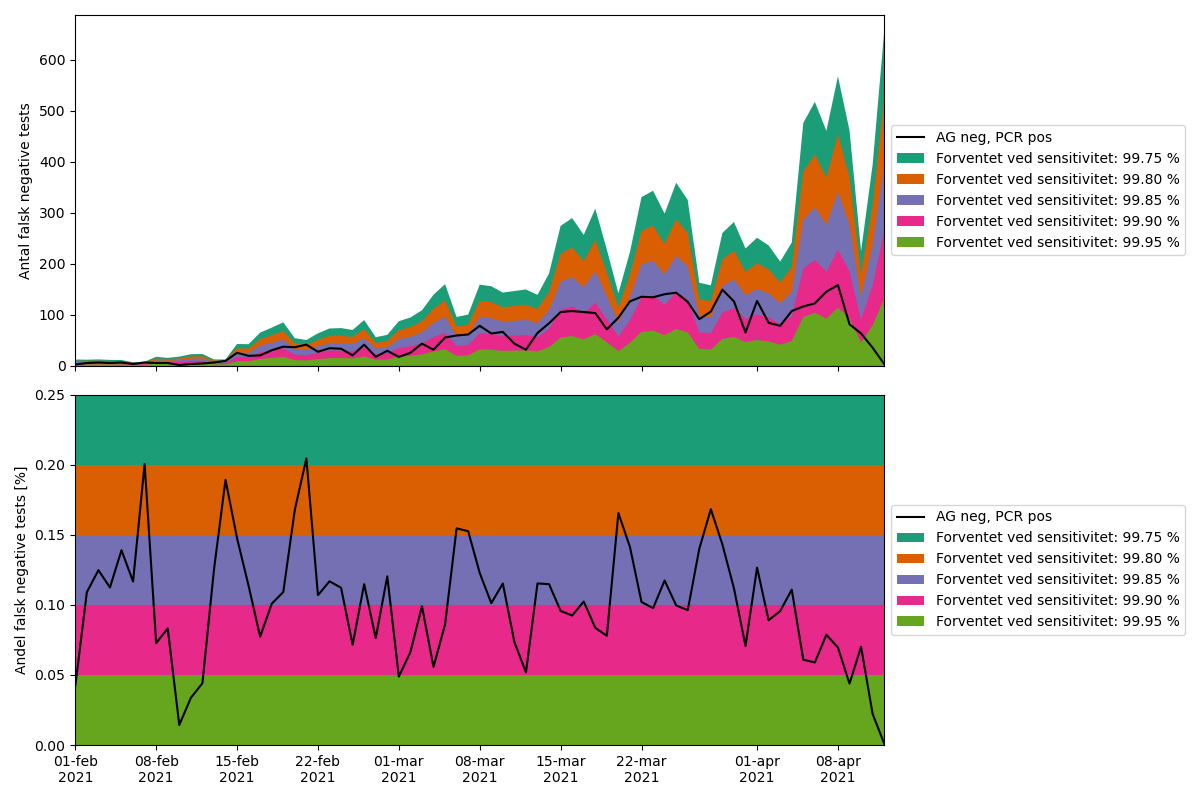 Antal falsk negative tests
600
500
400
300
200
100
0
AG neg, PCR pos
Forventet ved sensitivitet: 99.75 %
Forventet ved sensitivitet: 99.80 %
Forventet ved sensitivitet: 99.85 %
Forventet ved sensitivitet: 99.90 %
Forventet ved sensitivitet: 99.95 %
Andel falsk negative tests [%]
0.25
0.20
0.15
0.10
0.05
0.00
01-feb 08-feb 15-feb 22-feb 01-mar 08-mar 15-mar 22-mar 01-apr 08-apr
2021 2021 2021 2021 2021 2021 2021 2021 2021 2021
AG neg, PCR pos
Forventet ved sensitivitet: 99.75 %
Forventet ved sensitivitet: 99.80 %
Forventet ved sensitivitet: 99.85 %
Forventet ved sensitivitet: 99.90 %
Forventet ved sensitivitet: 99.95 %